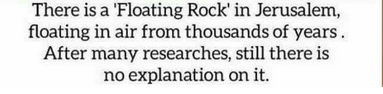 There is a 'Floating Rock' in Jerusalem,
floating in air from thousands of years .
After many researches, still there is
no explanation on it.